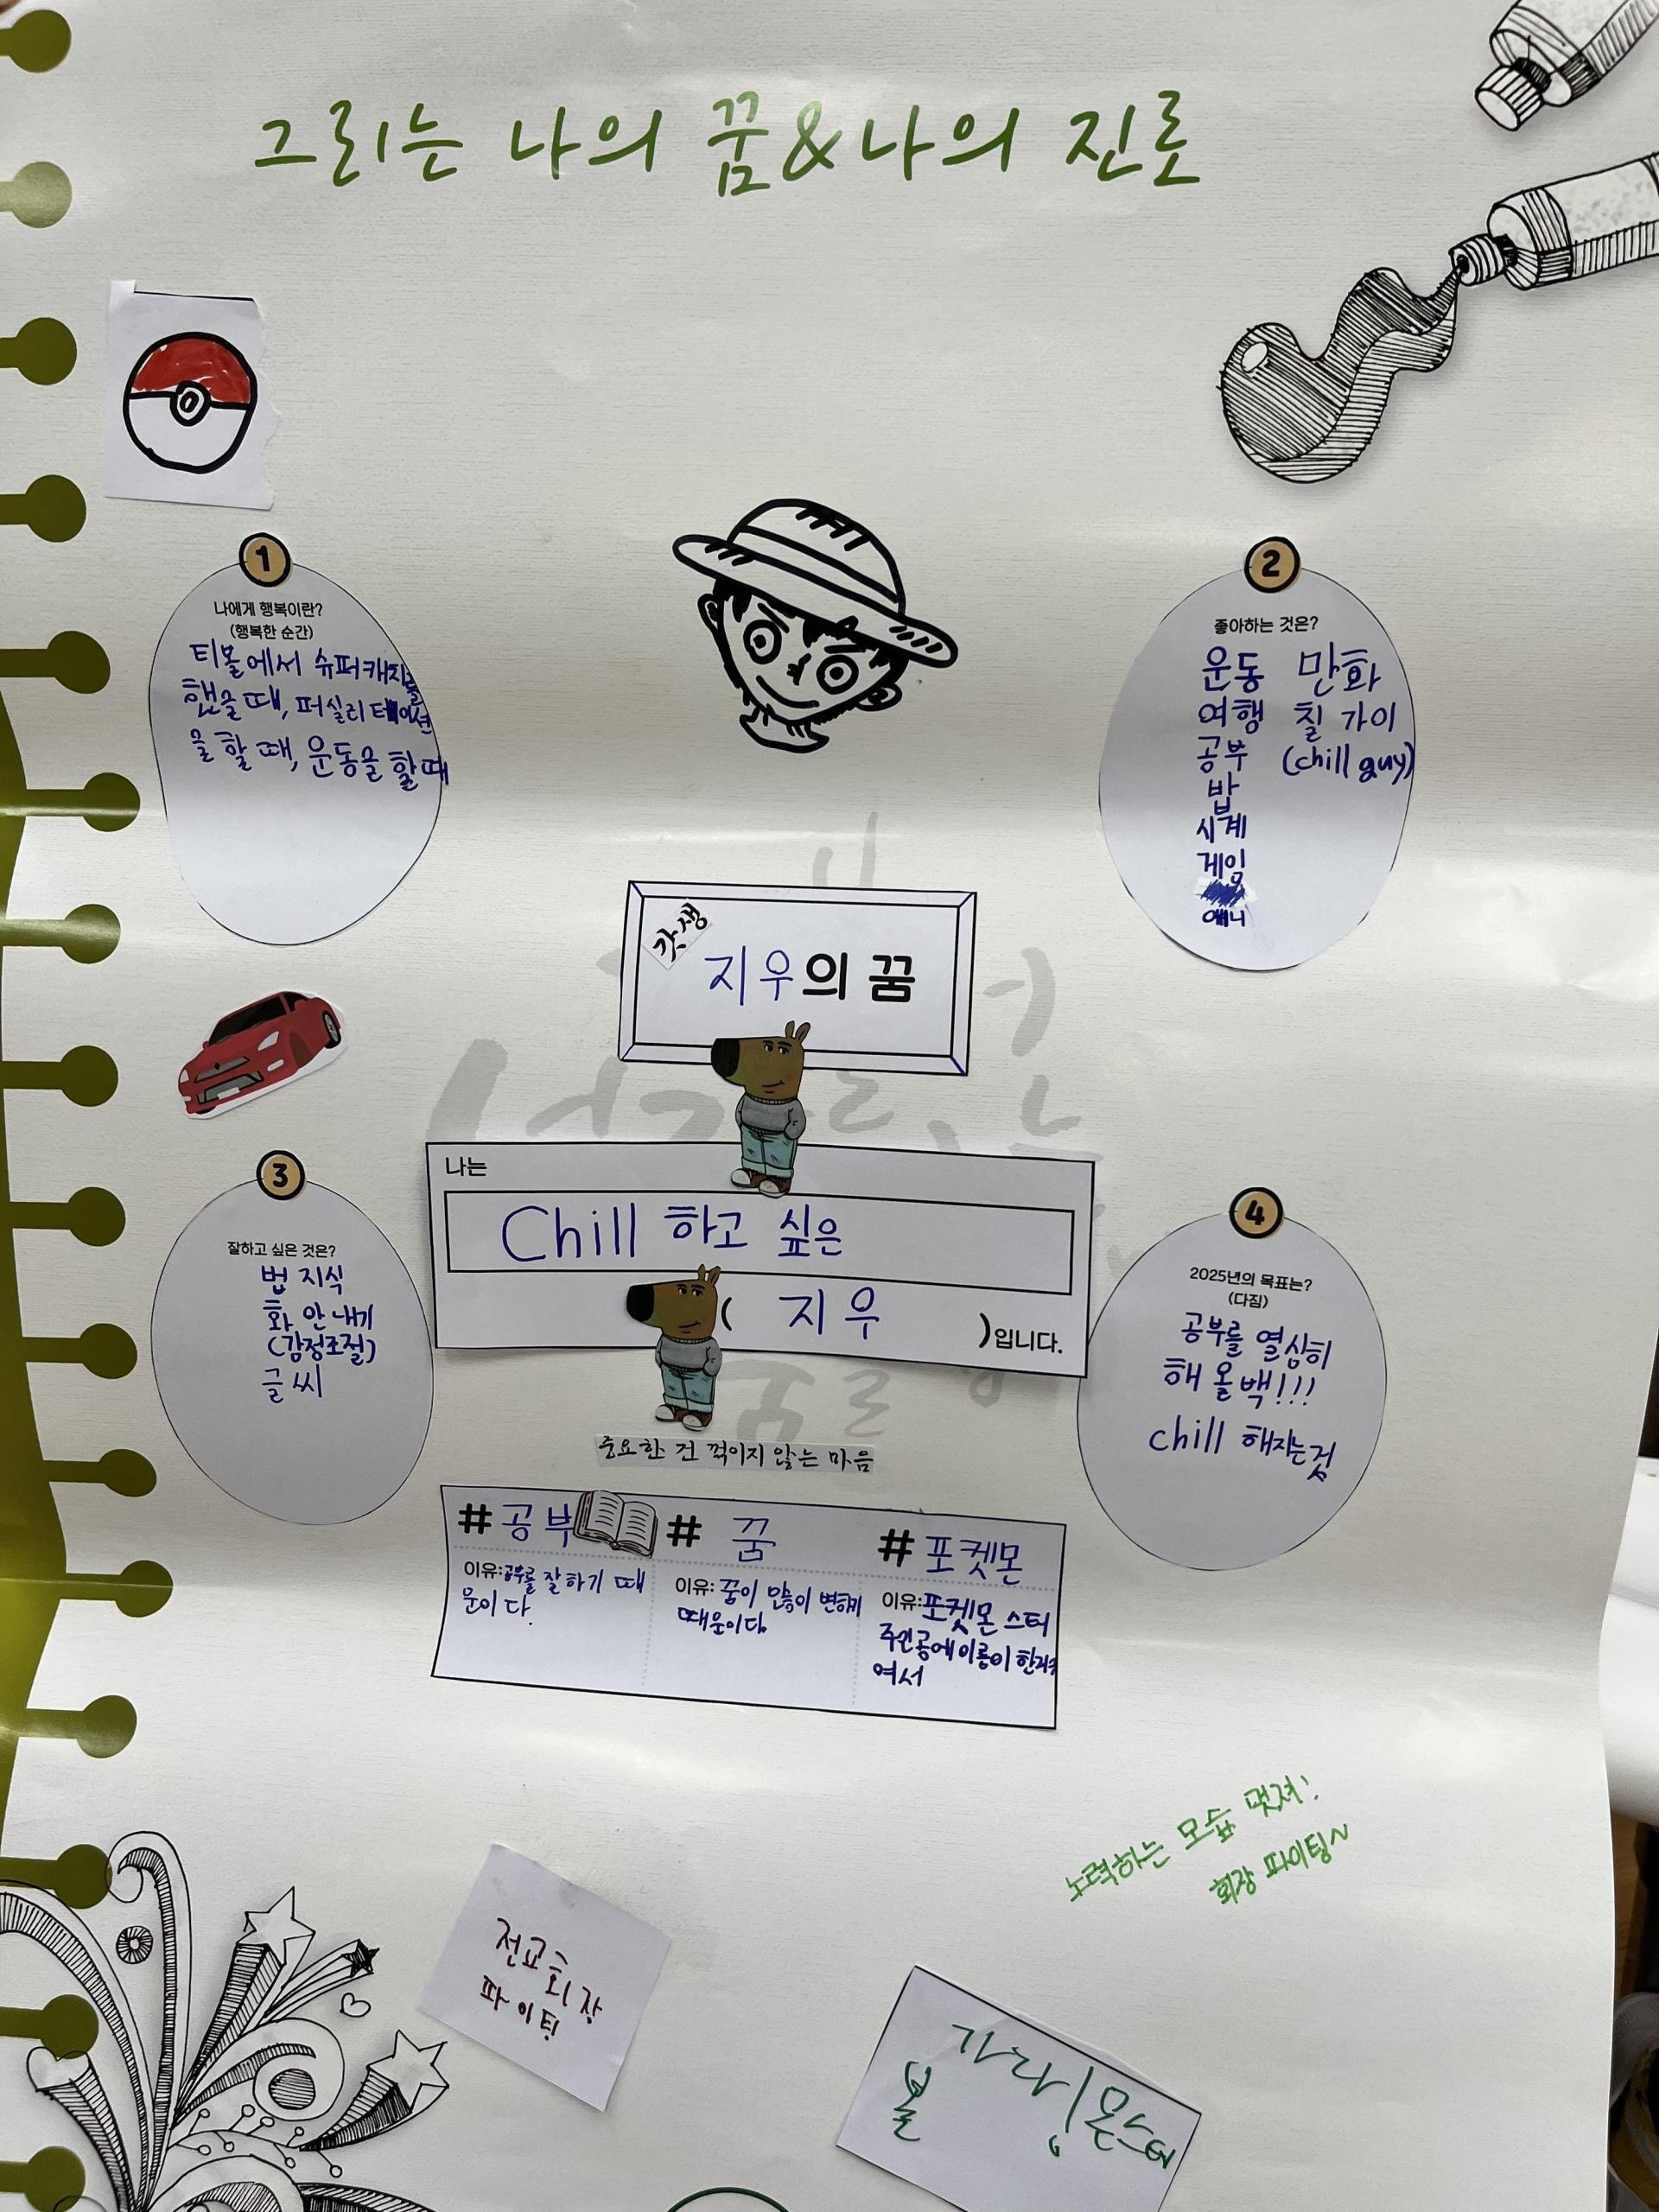 그리는 나의 꿈&나의 진로
1
나에게 행복이란?
(행복한 순간)
티볼에서 슈퍼캐치를
했을 때, 퍼실리테이션
을 할 때, 운동을 할 때
2
좋아하는 것은?
운동 만화
여행 칠 가이
공부 (chill guy)
밥
시계
게임
애니
갓생
지우의 꿈
나는
Chill 하고 싶은
( 지우 )입니다.
3
잘하고 싶은 것은?
법 지식
화 안 내기
(감정조절)
글씨
4
2025년의 목표는?
(다짐)
공부를 열심히
해 올백!!!
chill 해지는것
중요한 건 꺾이지 않는 마음
#공부
이유:공부를 잘하기 때
문이다.
# 꿈
이유: 꿈이 많이 변하기
때문이다.
#포켓몬
이유:포켓몬 스터
주인공에 이름이 한지우
여서
노력하는 모습 멋져!
회장 파이팅~
전교회장
파이팅